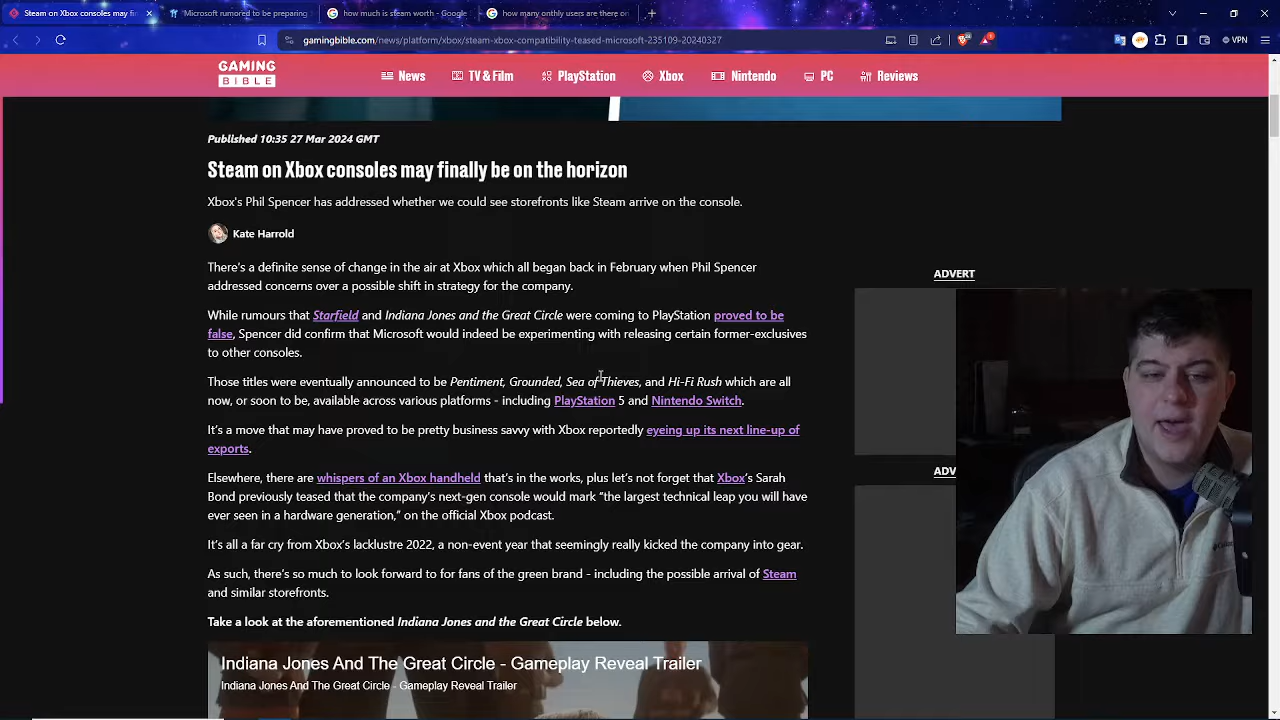 Steam on Xbox consoles may fi
"Microsoft rumored to be preparing
how much is steam worth - Google
how many onthly users are there on
gamingbible.com/news/platform/xbox/steam-xbox-compatibility-teased-microsoft-235109-20240327
VPN
GAMING
BIBLE
News
TV & Film
PlayStation
Xbox
Nintendo
PC
Reviews
Published 10:35 27 Mar 2024 GMT
Steam on Xbox consoles may finally be on the horizon
Xbox's Phil Spencer has addressed whether we could see storefronts like Steam arrive on the console.
Kate Harrold
There's a definite sense of change in the air at Xbox which all began back in February when Phil Spencer
addressed concerns over a possible shift in strategy for the company.
While rumours that Starfield and Indiana Jones and the Great Circle were coming to PlayStation proved to be
false, Spencer did confirm that Microsoft would indeed be experimenting with releasing certain former-exclusives
to other consoles.
Those titles were eventually announced to be Pentiment, Grounded, Sea of Thieves, and Hi-Fi Rush which are all
now, or soon to be, available across various platforms - including PlayStation 5 and Nintendo Switch.
It's a move that may have proved to be pretty business savvy with Xbox reportedly eyeing up its next line-up of
exports.
Elsewhere, there are whispers of an Xbox handheld that's in the works, plus let's not forget that Xbox's Sarah
Bond previously teased that the company's next-gen console would mark "the largest technical leap you will have
ever seen in a hardware generation," on the official Xbox podcast.
It's all a far cry from Xbox's lacklustre 2022, a non-event year that seemingly really kicked the company into gear.
As such, there's so much to look forward to for fans of the green brand - including the possible arrival of Steam
and similar storefronts.
Take a look at the aforementioned Indiana Jones and the Great Circle below.
Indiana Jones And The Great Circle - Gameplay Reveal Trailer
Indiana Jones And The Great Circle - Gameplay Reveal Trailer
ADVERT
ADV